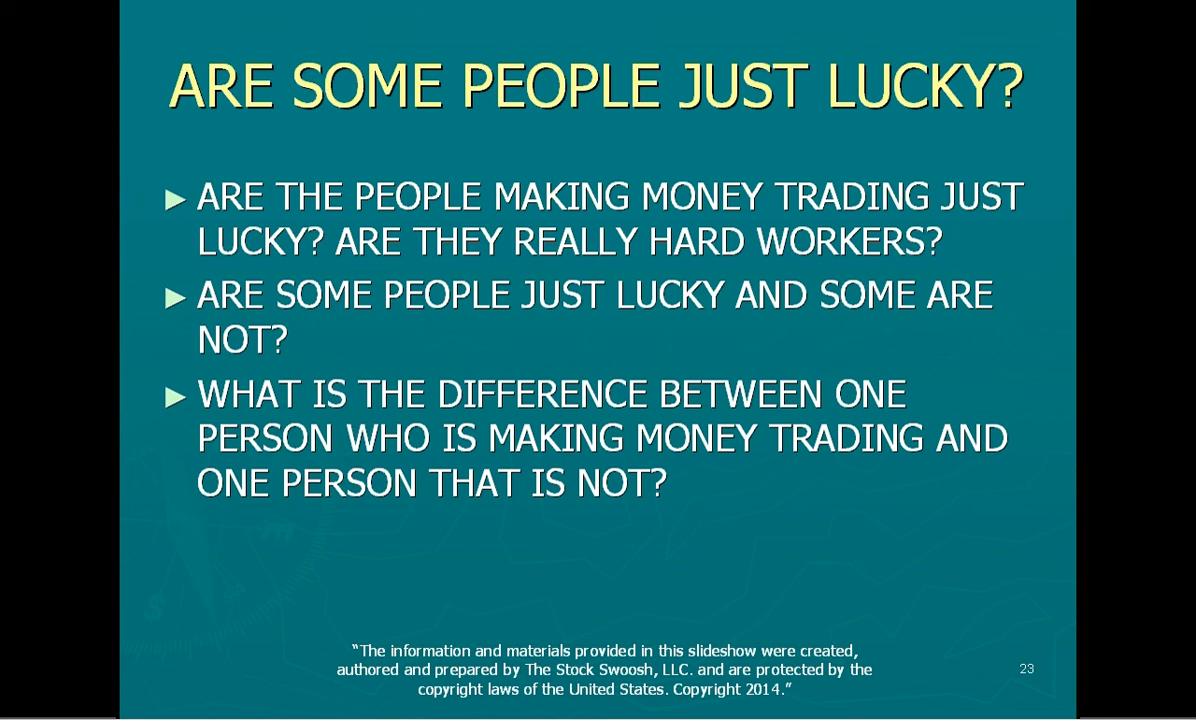 ARE SOME PEOPLE JUST LUCKY?
► ARE THE PEOPLE MAKING MONEY TRADING JUST
LUCKY? ARE THEY REALLY HARD WORKERS?
► ARE SOME PEOPLE JUST LUCKY AND SOME ARE
NOT?
► WHAT IS THE DIFFERENCE BETWEEN ONE
PERSON WHO IS MAKING MONEY TRADING AND
ONE PERSON THAT IS NOT?
“The information and materials provided in this slideshow were created,
authored and prepared by The Stock Swoosh, LLC. and are protected by the
copyright laws of the United States. Copyright 2014.”
23